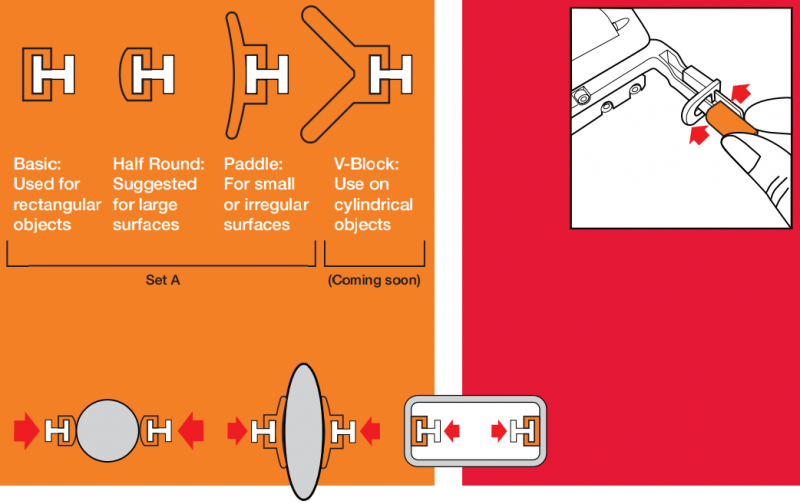 Basic:
Used for
rectangular
objects
Half Round:
Suggested
for large
surfaces
Paddle:
For small
or irregular
surfaces
V-Block:
Use on
cylindrical
objects
Set A
(Coming soon)